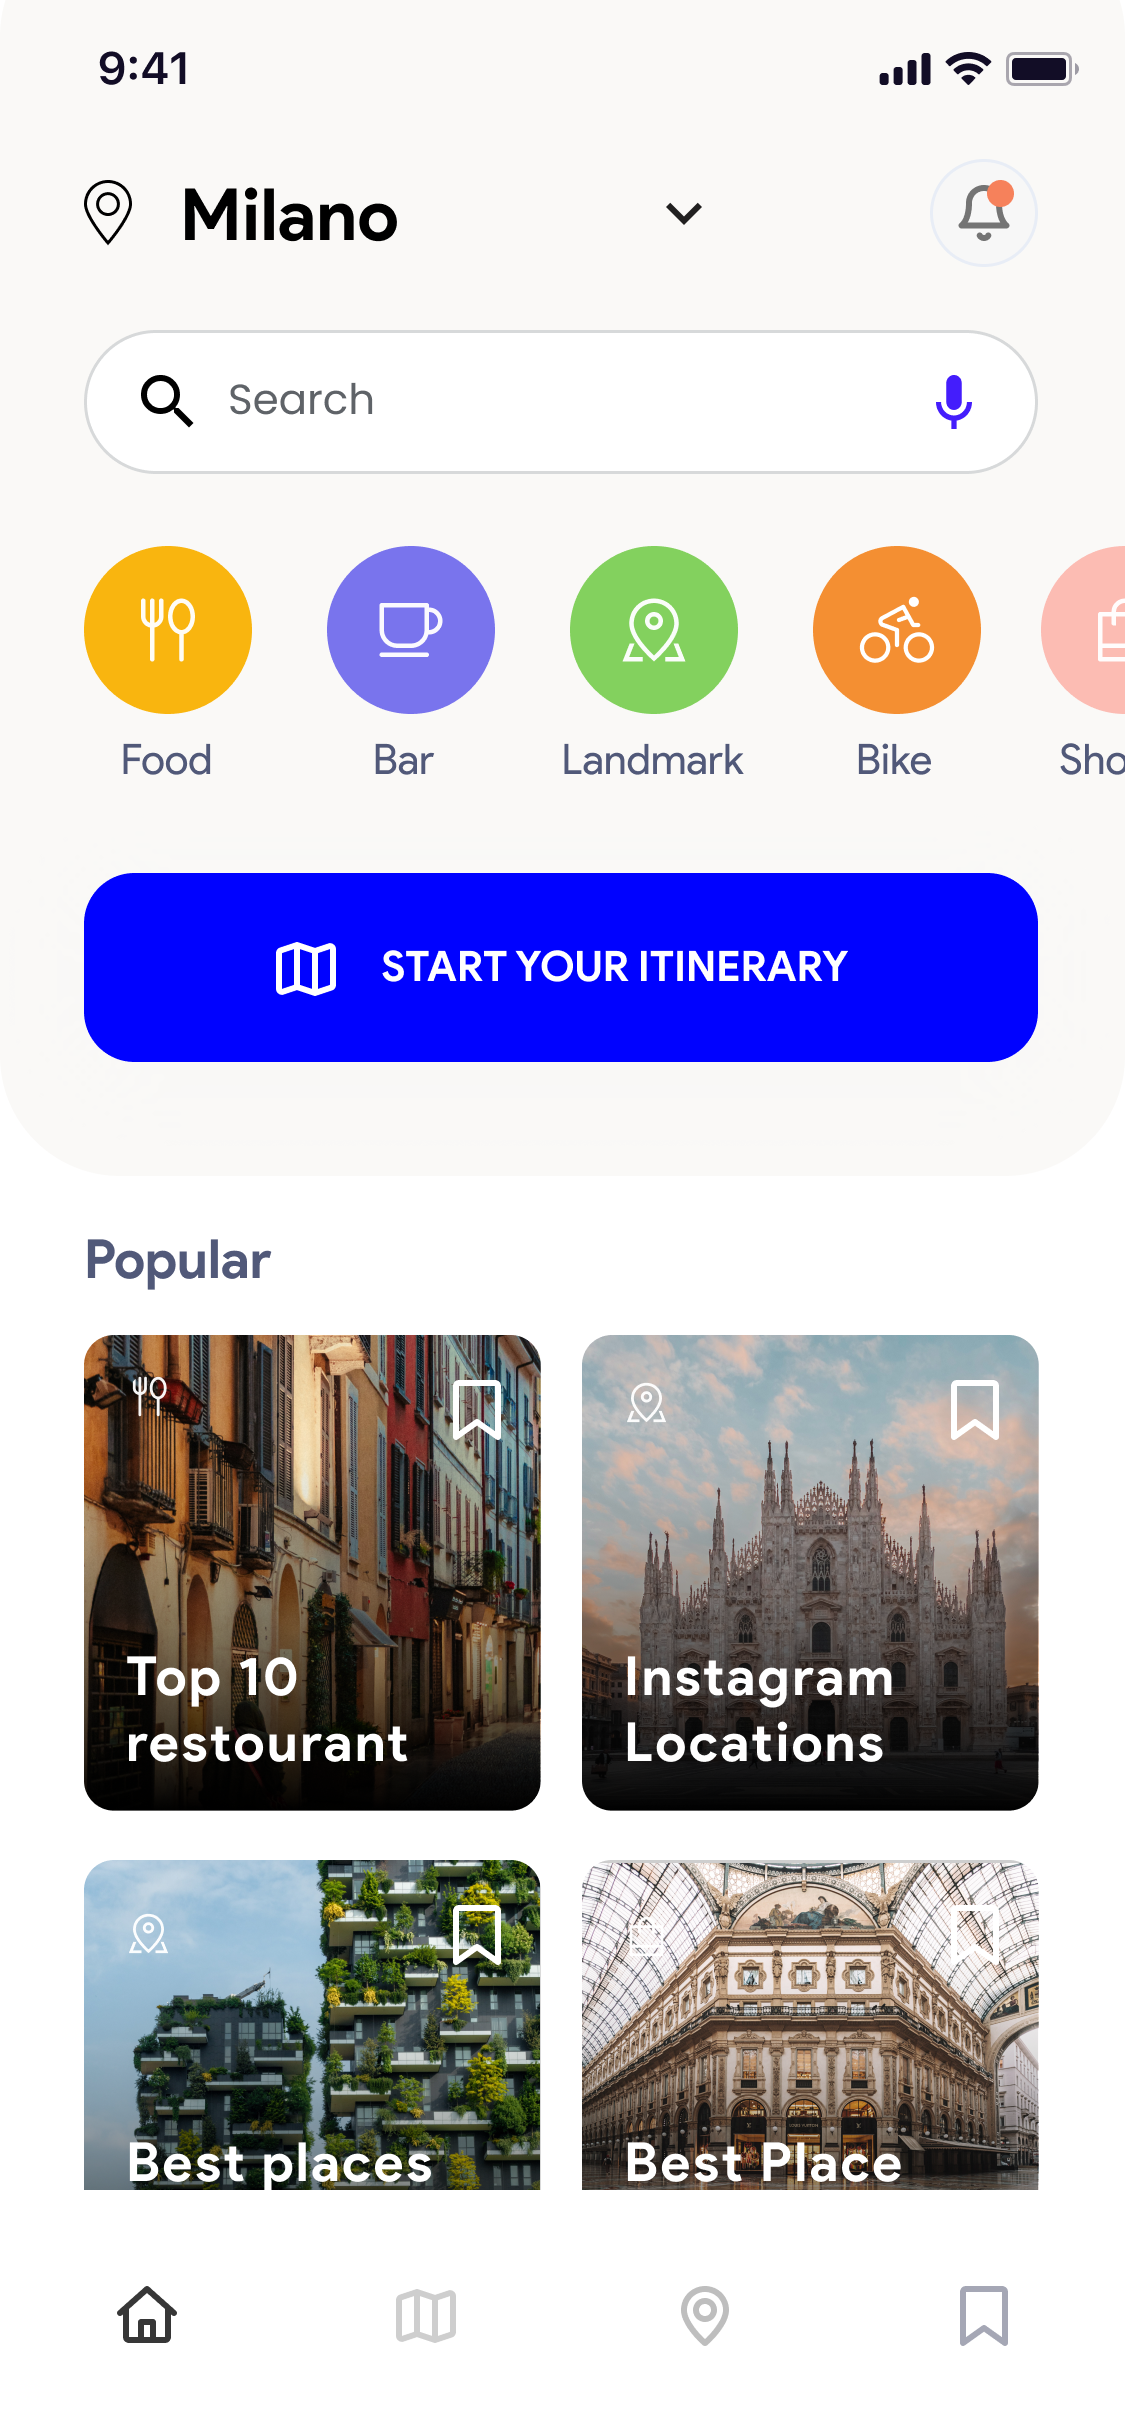 9:41
Milano
Search
Food
Bar
Landmark
Bike
Sho
START YOUR ITINERARY
Popular
Top 10
restourant
Instagram
Locations
Best places
Best Place